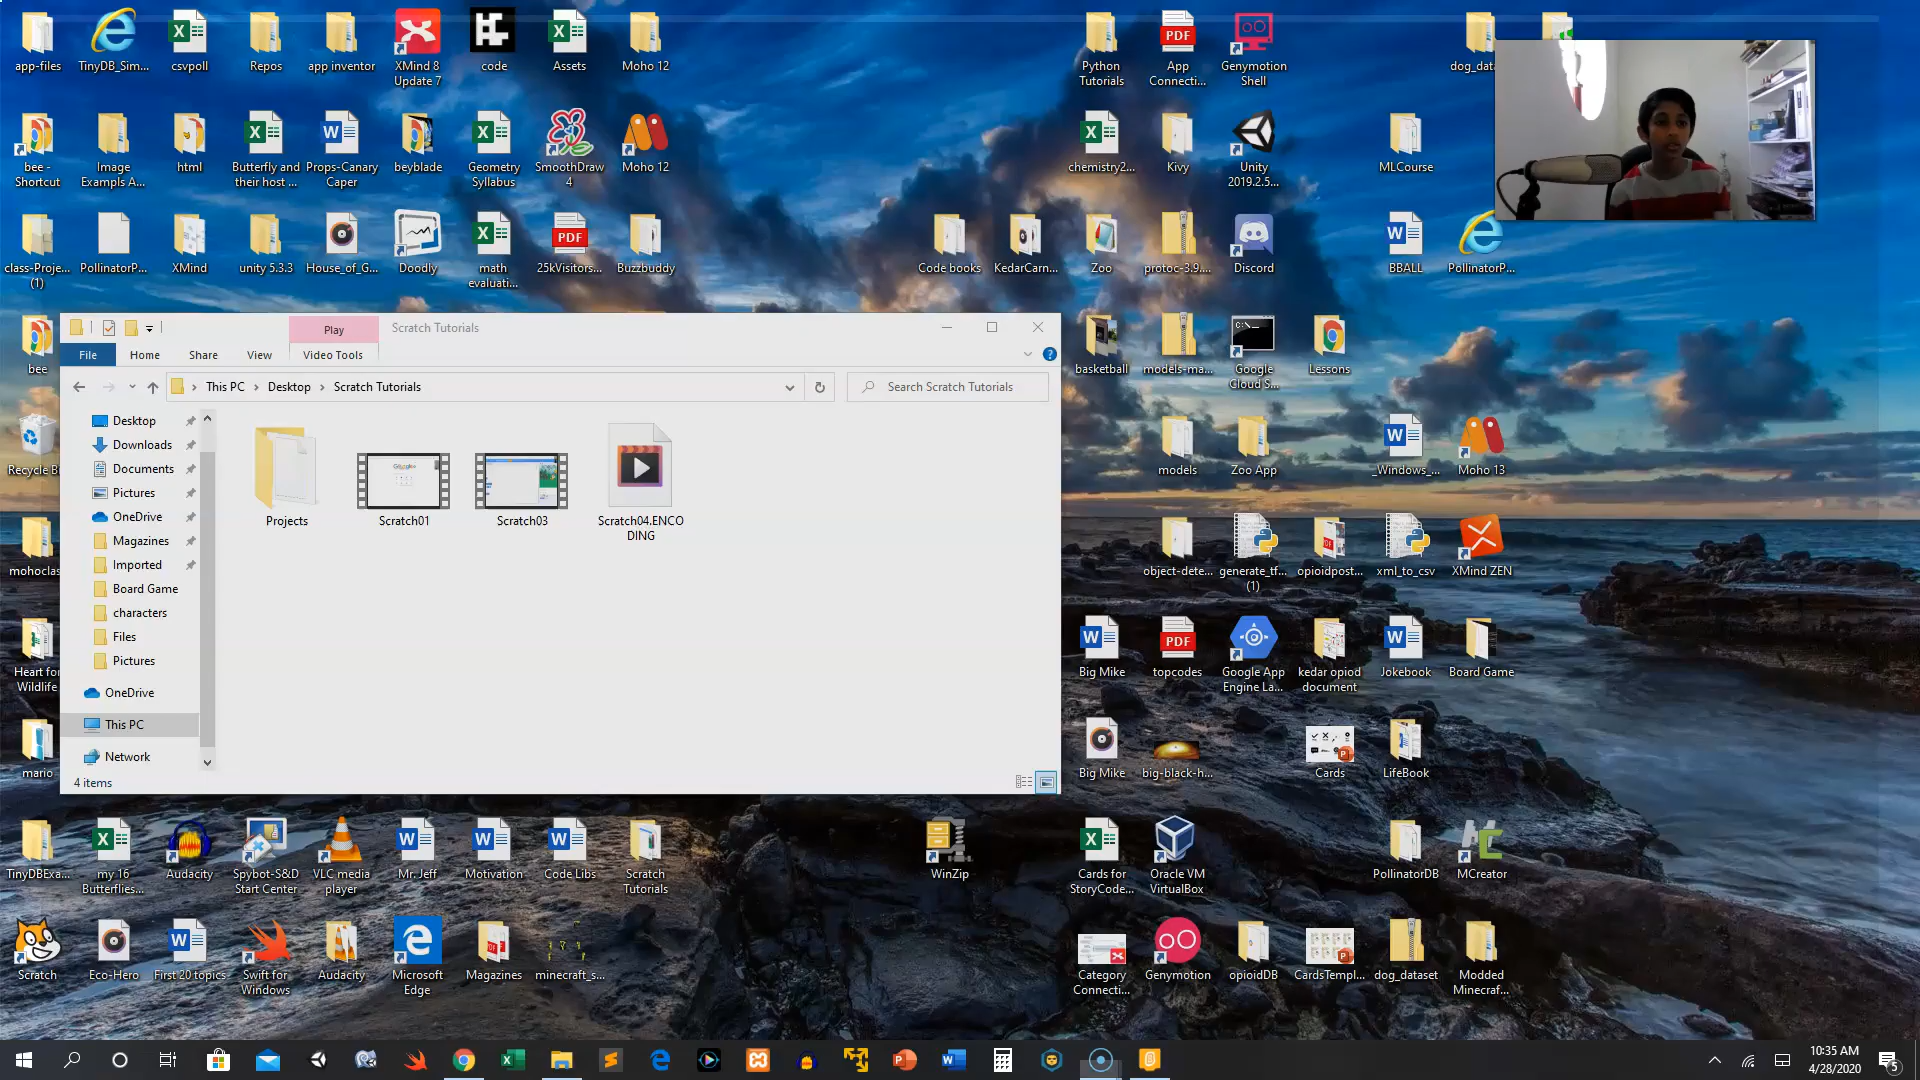 app-files
TinyDB_Sim...
csvpoll
Repos
app inventor
XMind 8
Update 7
code
Assets
Moho 12
Python
Tutorials
App
Connecti...
Genymotion
Shell
bee -
Shortcut
Image
Exampls A...
html
Butterfly and
their host ...
Props-Canary
Caper
beyblade
Geometry
Syllabus
SmoothDraw
4
Moho 12
chemistry2...
Kivy
Unity
2019.2.5...
MLCourse
class-Proje...
(1)
PollinatorP...
XMind
unity 5.3.3
House_of_G...
Doodly
math
evaluati...
25kVisitors...
Buzzbuddy
Code books
KedarCarn...
Zoo
protoc-3.9....
Discord
BBALL
PollinatorP...
Play
Scratch Tutorials
File
Home
Share
View
Video Tools
This PC
Desktop
Scratch Tutorials
Search Scratch Tutorials
Desktop
Downloads
Documents
Pictures
OneDrive
Magazines
Imported
Board Game
characters
Files
Pictures
OneDrive
This PC
Network
Projects
Scratch01
Scratch03
Scratch04.ENCO
DING
4 items
bee
basketball
models-ma...
Google
Cloud S...
Lessons
models
Zoo App
_Windows_...
Moho 13
object-dete...
generate_tf...
(1)
opioidpost...
xml_to_csv
XMind ZEN
Big Mike
topcodes
Google App
Engine La...
kedar opiod
document
Jokebook
Board Game
Heart for
Wildlife
mario
Big Mike
big-black-h...
Cards
LifeBook
TinyDBExa...
my 16
Butterflies...
Audacity
Spybot-S&D
Start Center
VLC media
player
Mr. Jeff
Motivation
Code Libs
Scratch
Tutorials
WinZip
Cards for
StoryCode...
Oracle VM
VirtualBox
PollinatorDB
MCreator
Scratch
Eco-Hero
First 20 topics
Swift for
Windows
Audacity
Microsoft
Edge
Magazines
minecraft_s...
Category
Connecti...
Genymotion
opioidDB
CardsTempl...
dog_dataset
Modded
Minecraf...
10:35 AM
4/28/2020
5